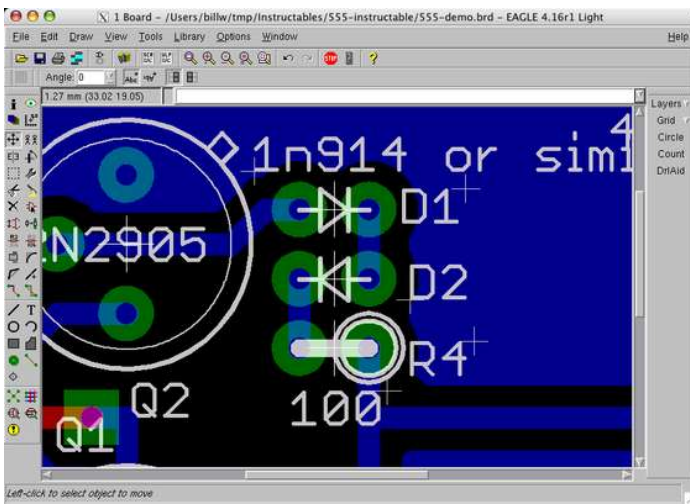 X 1 Board - /Users/billw/tmp/Instructables/555-instructable/555-demo.brd - EAGLE 4.16r1 Light
File Edit Draw View Tools Library Options Window Help
STOP ?
Angle: 0
1.27 mm (33.02 19.05)
Layers
Grid
Circle
Count
DrlAid
4
1n914 or simi
D1
2N2905
D2
R4
Q2
100
Q1
Left-click to select object to move